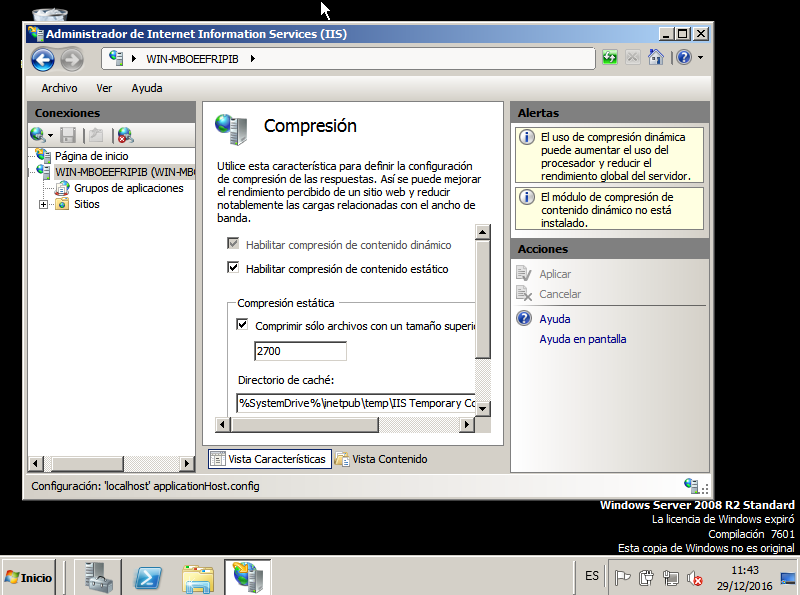 Administrador de Internet Information Services (IIS)
WIN-MBOEEFRIPIB
Archivo Ver Ayuda
Conexiones
Página de inicio
WIN-MBOEEFRIPIB (WIN-MBO
Grupos de aplicaciones
Sitios
Compresión
Utilice esta característica para definir la configuración
de compresión de las respuestas. Así se puede mejorar
el rendimiento percibido de un sitio web y reducir
notablemente las cargas relacionadas con el ancho de
banda.
Habilitar compresión de contenido dinámico
Habilitar compresión de contenido estático
Compresión estática
Comprimir sólo archivos con un tamaño superi
2700
Directorio de caché:
%SystemDrive%\inetpub\temp\IIS Temporary Co
Vista Características
Vista Contenido
Alertas
El uso de compresión dinámica
puede aumentar el uso del
procesador y reducir el
rendimiento global del servidor.
El módulo de compresión de
contenido dinámico no está
instalado.
Acciones
Aplicar
Cancelar
Ayuda
Ayuda en pantalla
Configuración: 'localhost' applicationHost.config
Windows Server 2008 R2 Standard
La licencia de Windows expiró
Compilación 7601
Esta copia de Windows no es original
Inicio
ES
11:43
29/12/2016